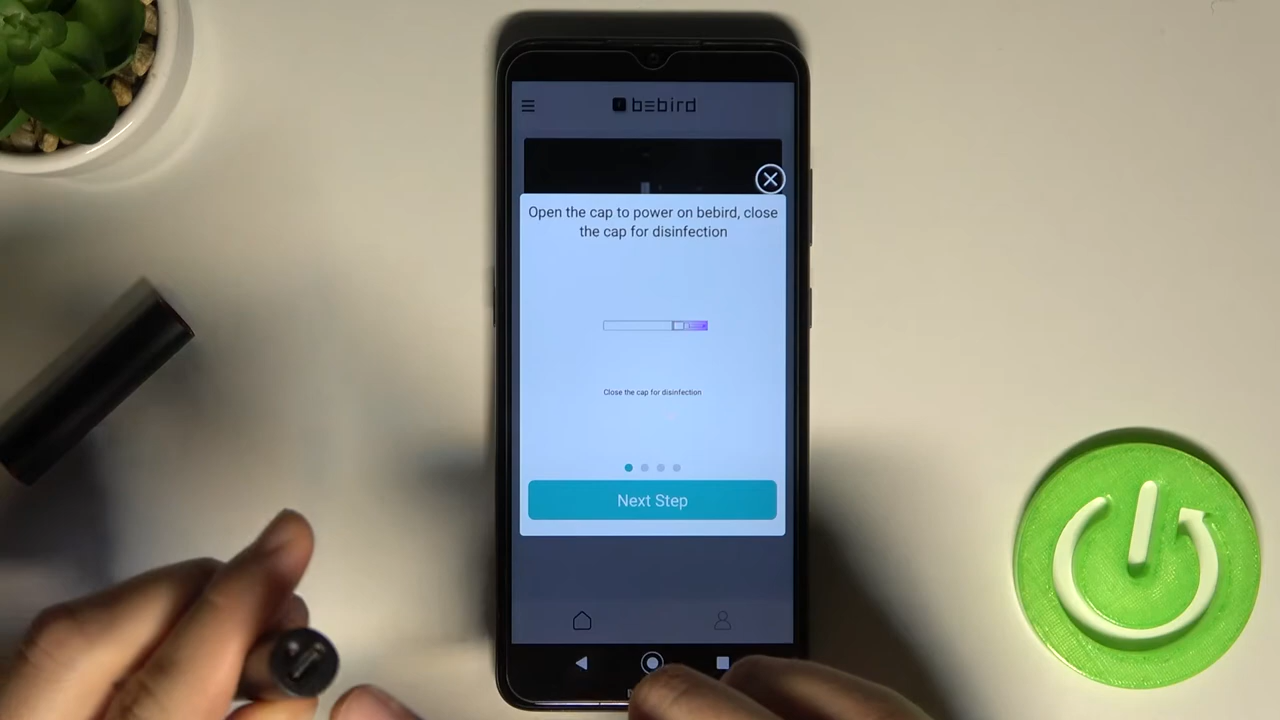 bebird
Open the cap to power on bebird, close
the cap for disinfection
Close the cap for disinfection
Next Step